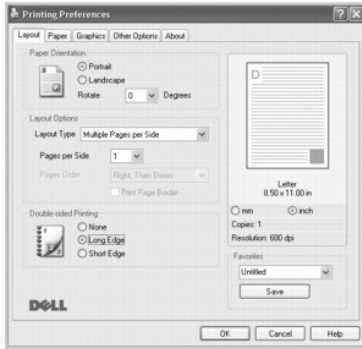 Printing Preferences
Layout Paper Graphics Other Options About
Paper Orientation
Portrait
Landscape
Rotate 0 Degrees
Layout Options
Layout Type Multiple Pages per Side
Pages per Side 1
Pages Order Right, Then Down
Print Page Border
Double-sided Printing
None
Long Edge
Short Edge
DELL
D
Letter
8.50 x 11.00 in
mm inch
Copies: 1
Resolution: 600 dpi
Favorites
Untitled
Save
OK Cancel Help